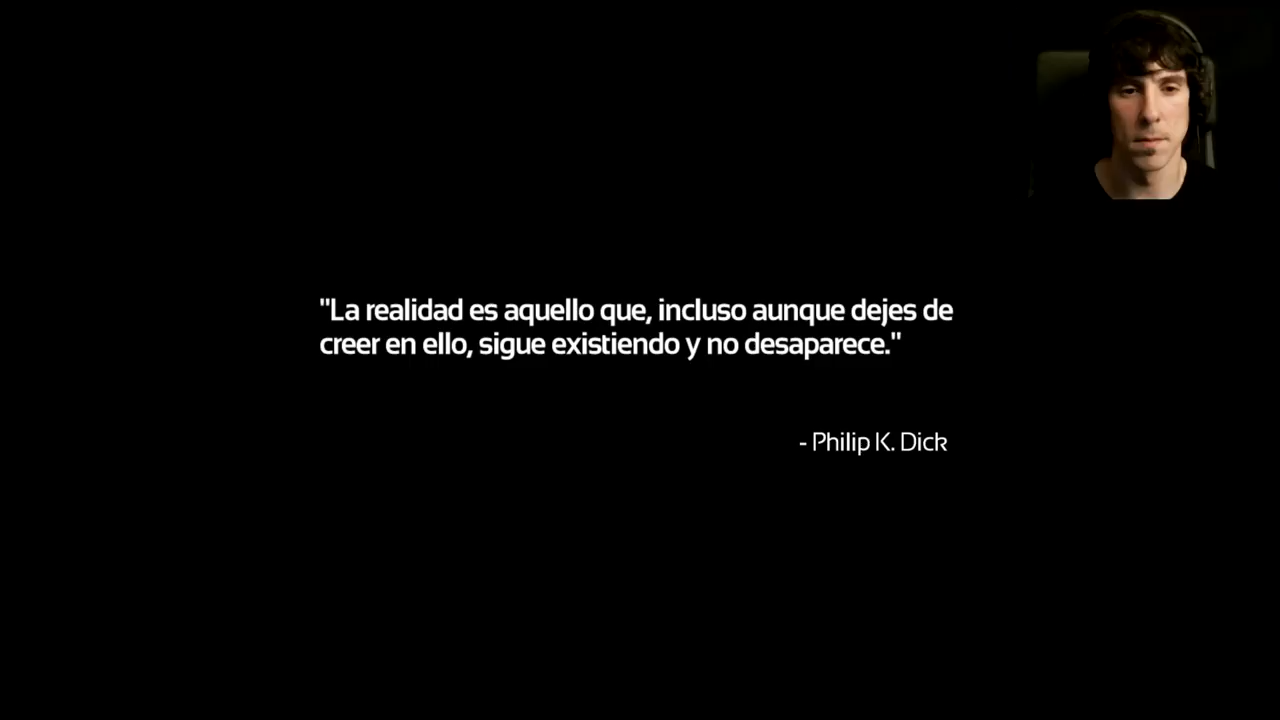 "La realidad es aquello que, incluso aunque dejes de
creer en ello, sigue existiendo y no desaparece."
- Philip K. Dick